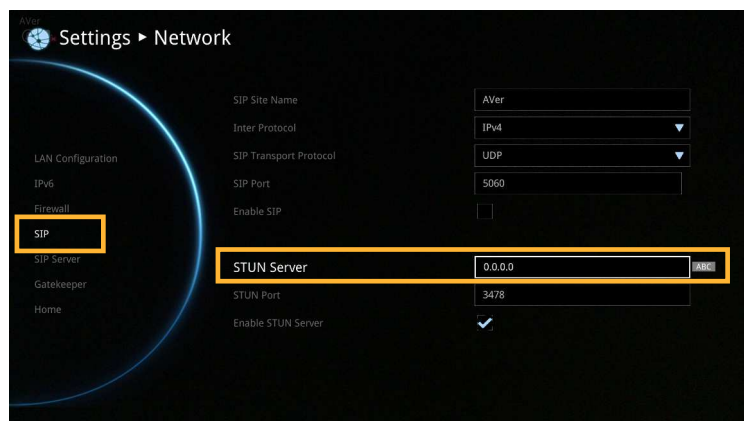 AVer
Settings ▸ Network
SIP Site Name AVer
Inter Protocol IPv4
LAN Configuration SIP Transport Protocol UDP
IPv6 SIP Port 5060
Firewall Enable SIP
SIP
SIP Server STUN Server 0.0.0.0 ABC
Gatekeeper STUN Port 3478
Home Enable STUN Server